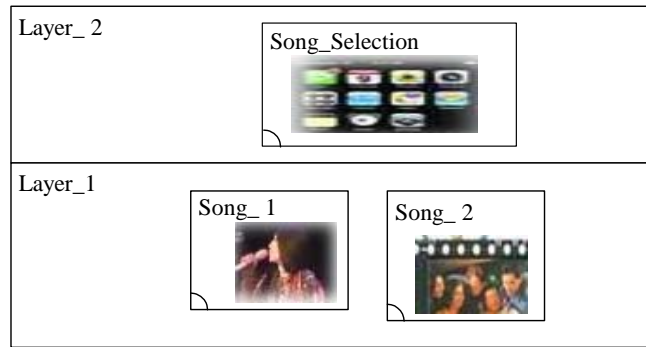 Layer_ 2
Song_Selection
Layer_1
Song_ 1
Song_ 2